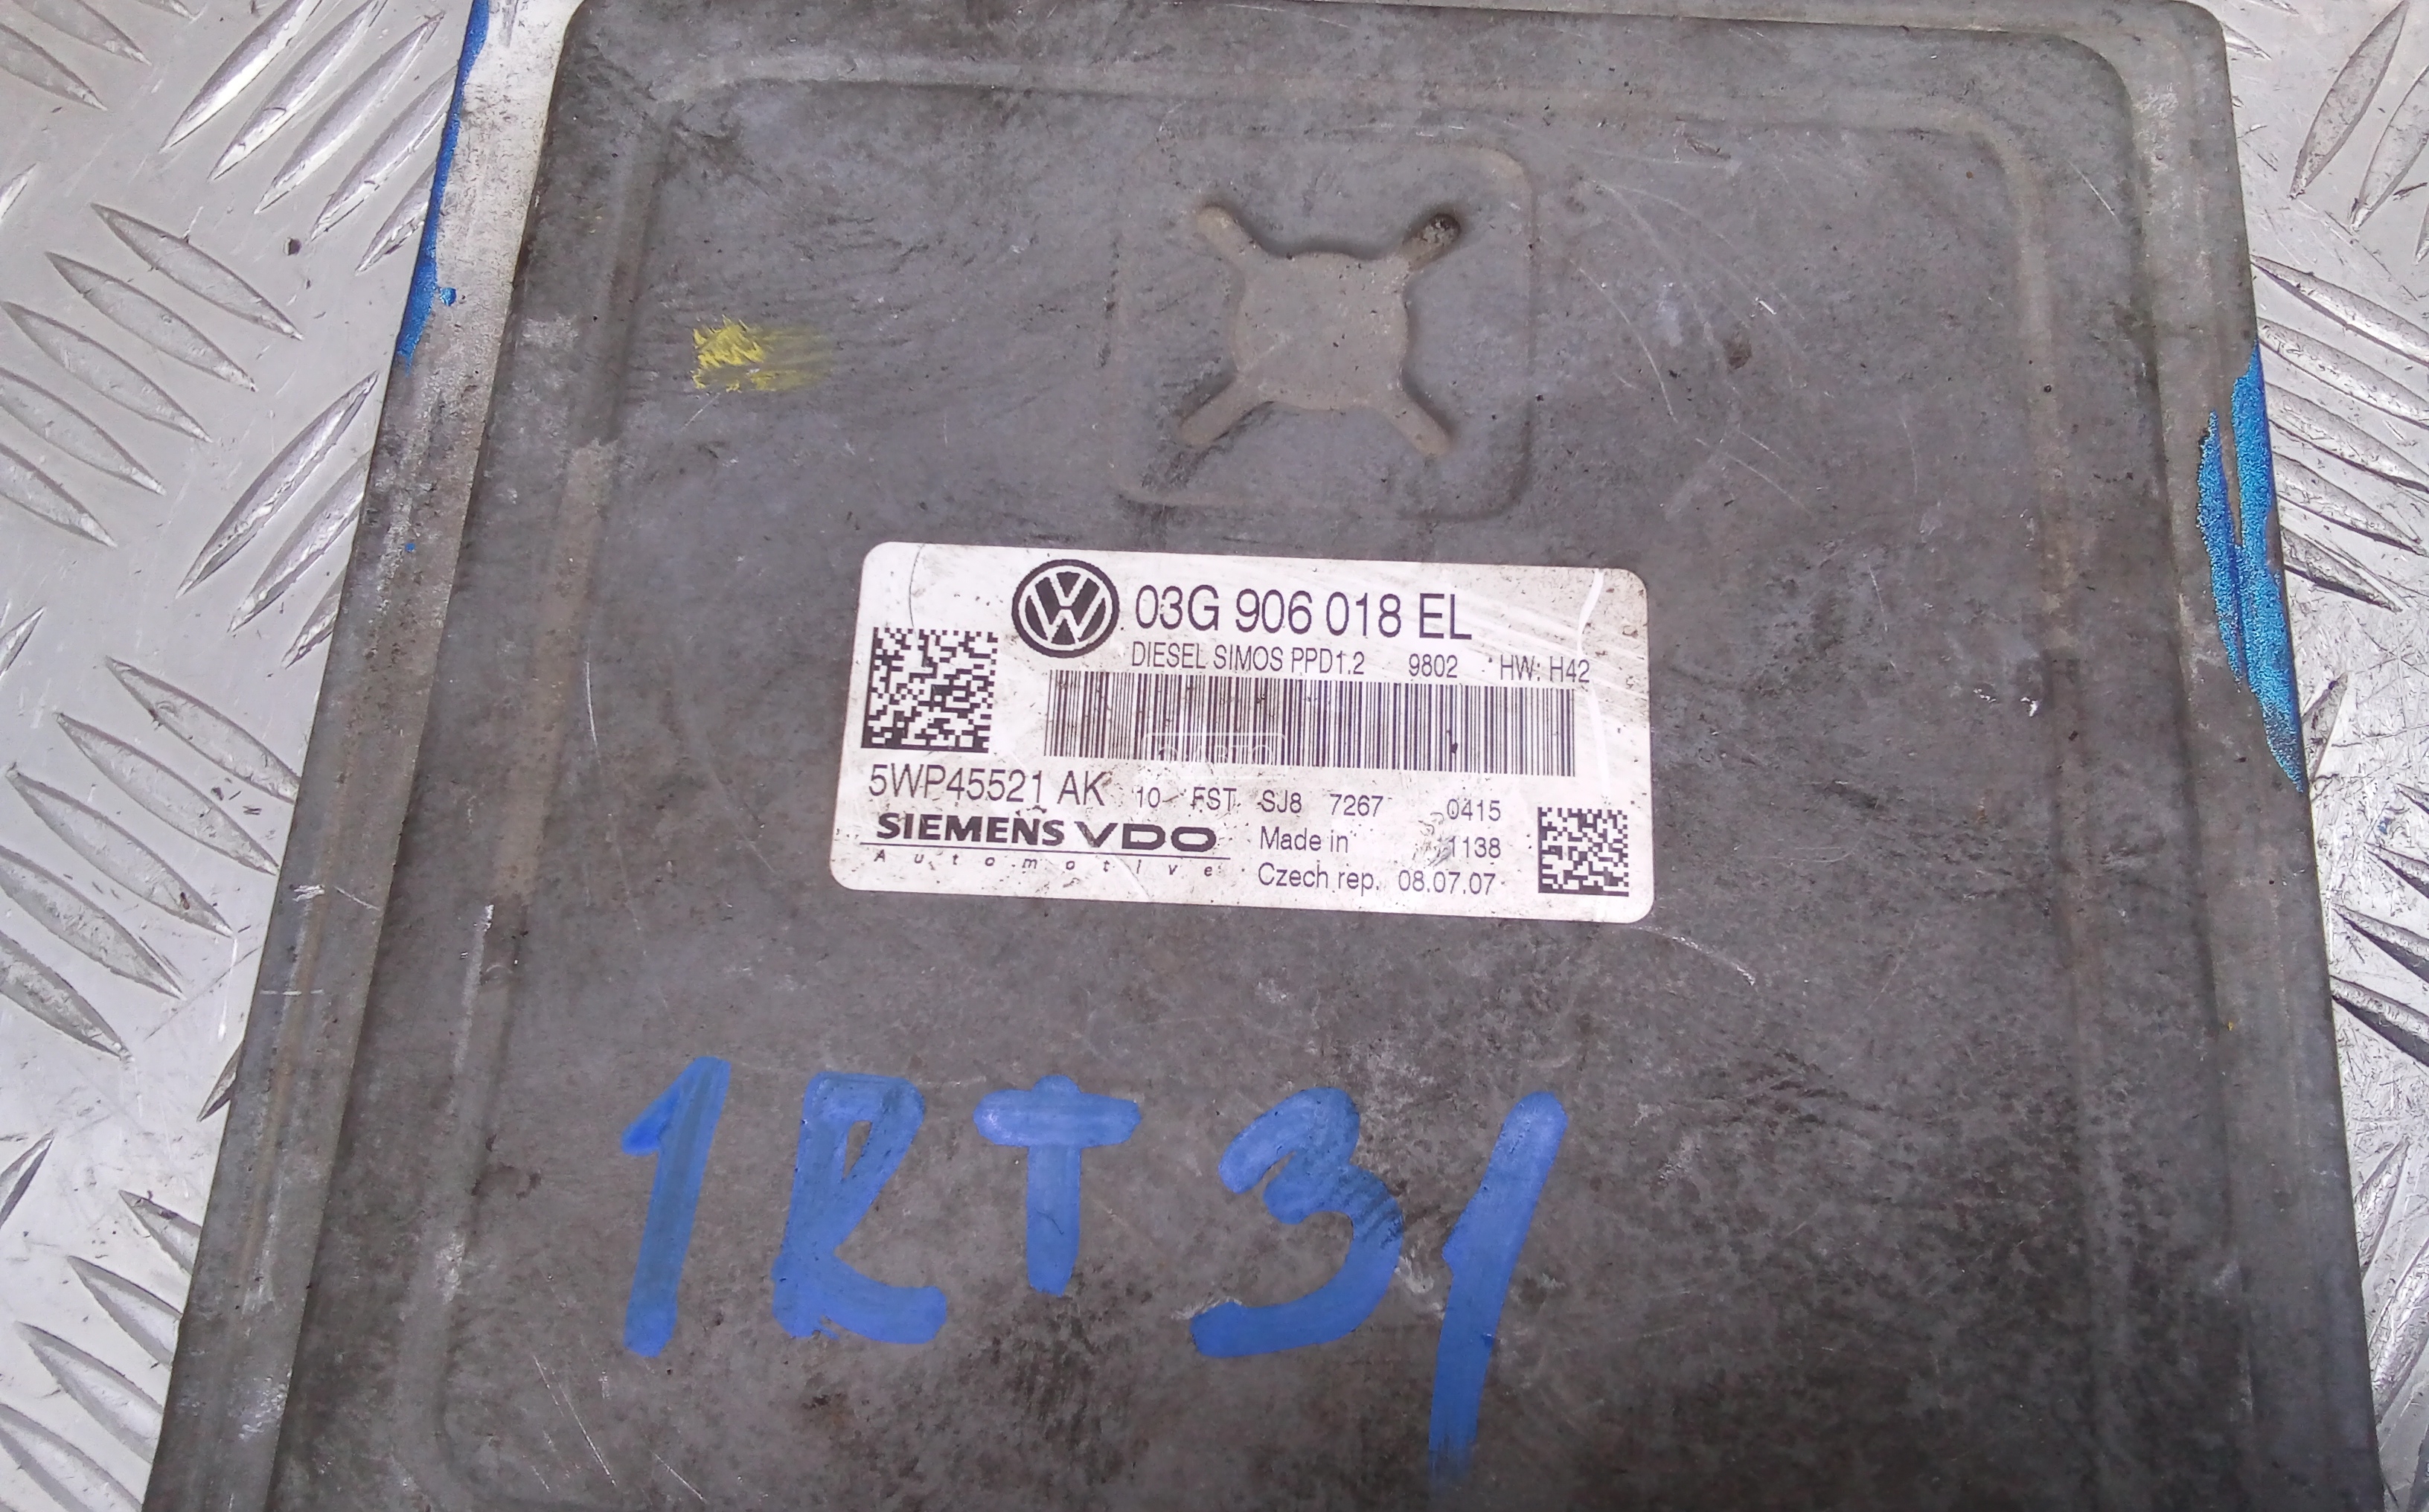 03G 906 018 EL
DIESEL SIMOS PPD1.2 9802 HW: H42
5WP45521 AK 10 FST SJ8 7267 0415
SIEMENS VDO Made in 1138
Automotive Czech rep. 08.07.07
1RT31